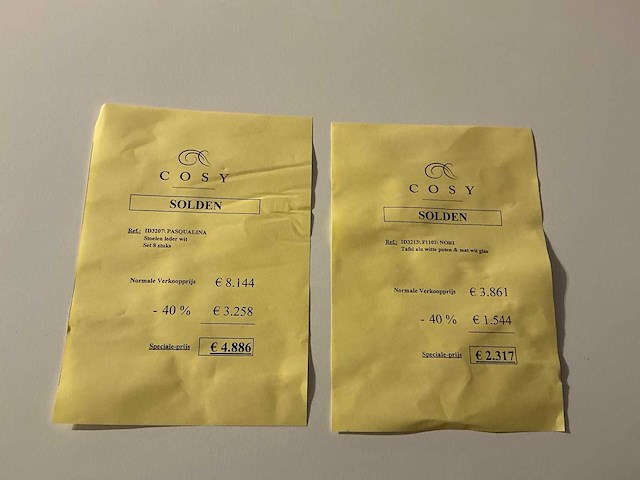 COSY
SOLDEN
Ref.: ID3207\ PASQUALINA
Stoelen leder wit
Set 8 stuks
Normale Verkoopprijs € 8.144
- 40 % € 3.258
Speciale-prijs € 4.886
COSY
SOLDEN
Ref.: ID3213\ F1102\ NOBI
Tafel alu witte poten & mat wit glas
Normale Verkoopprijs € 3.861
- 40 % € 1.544
Speciale-prijs € 2.317